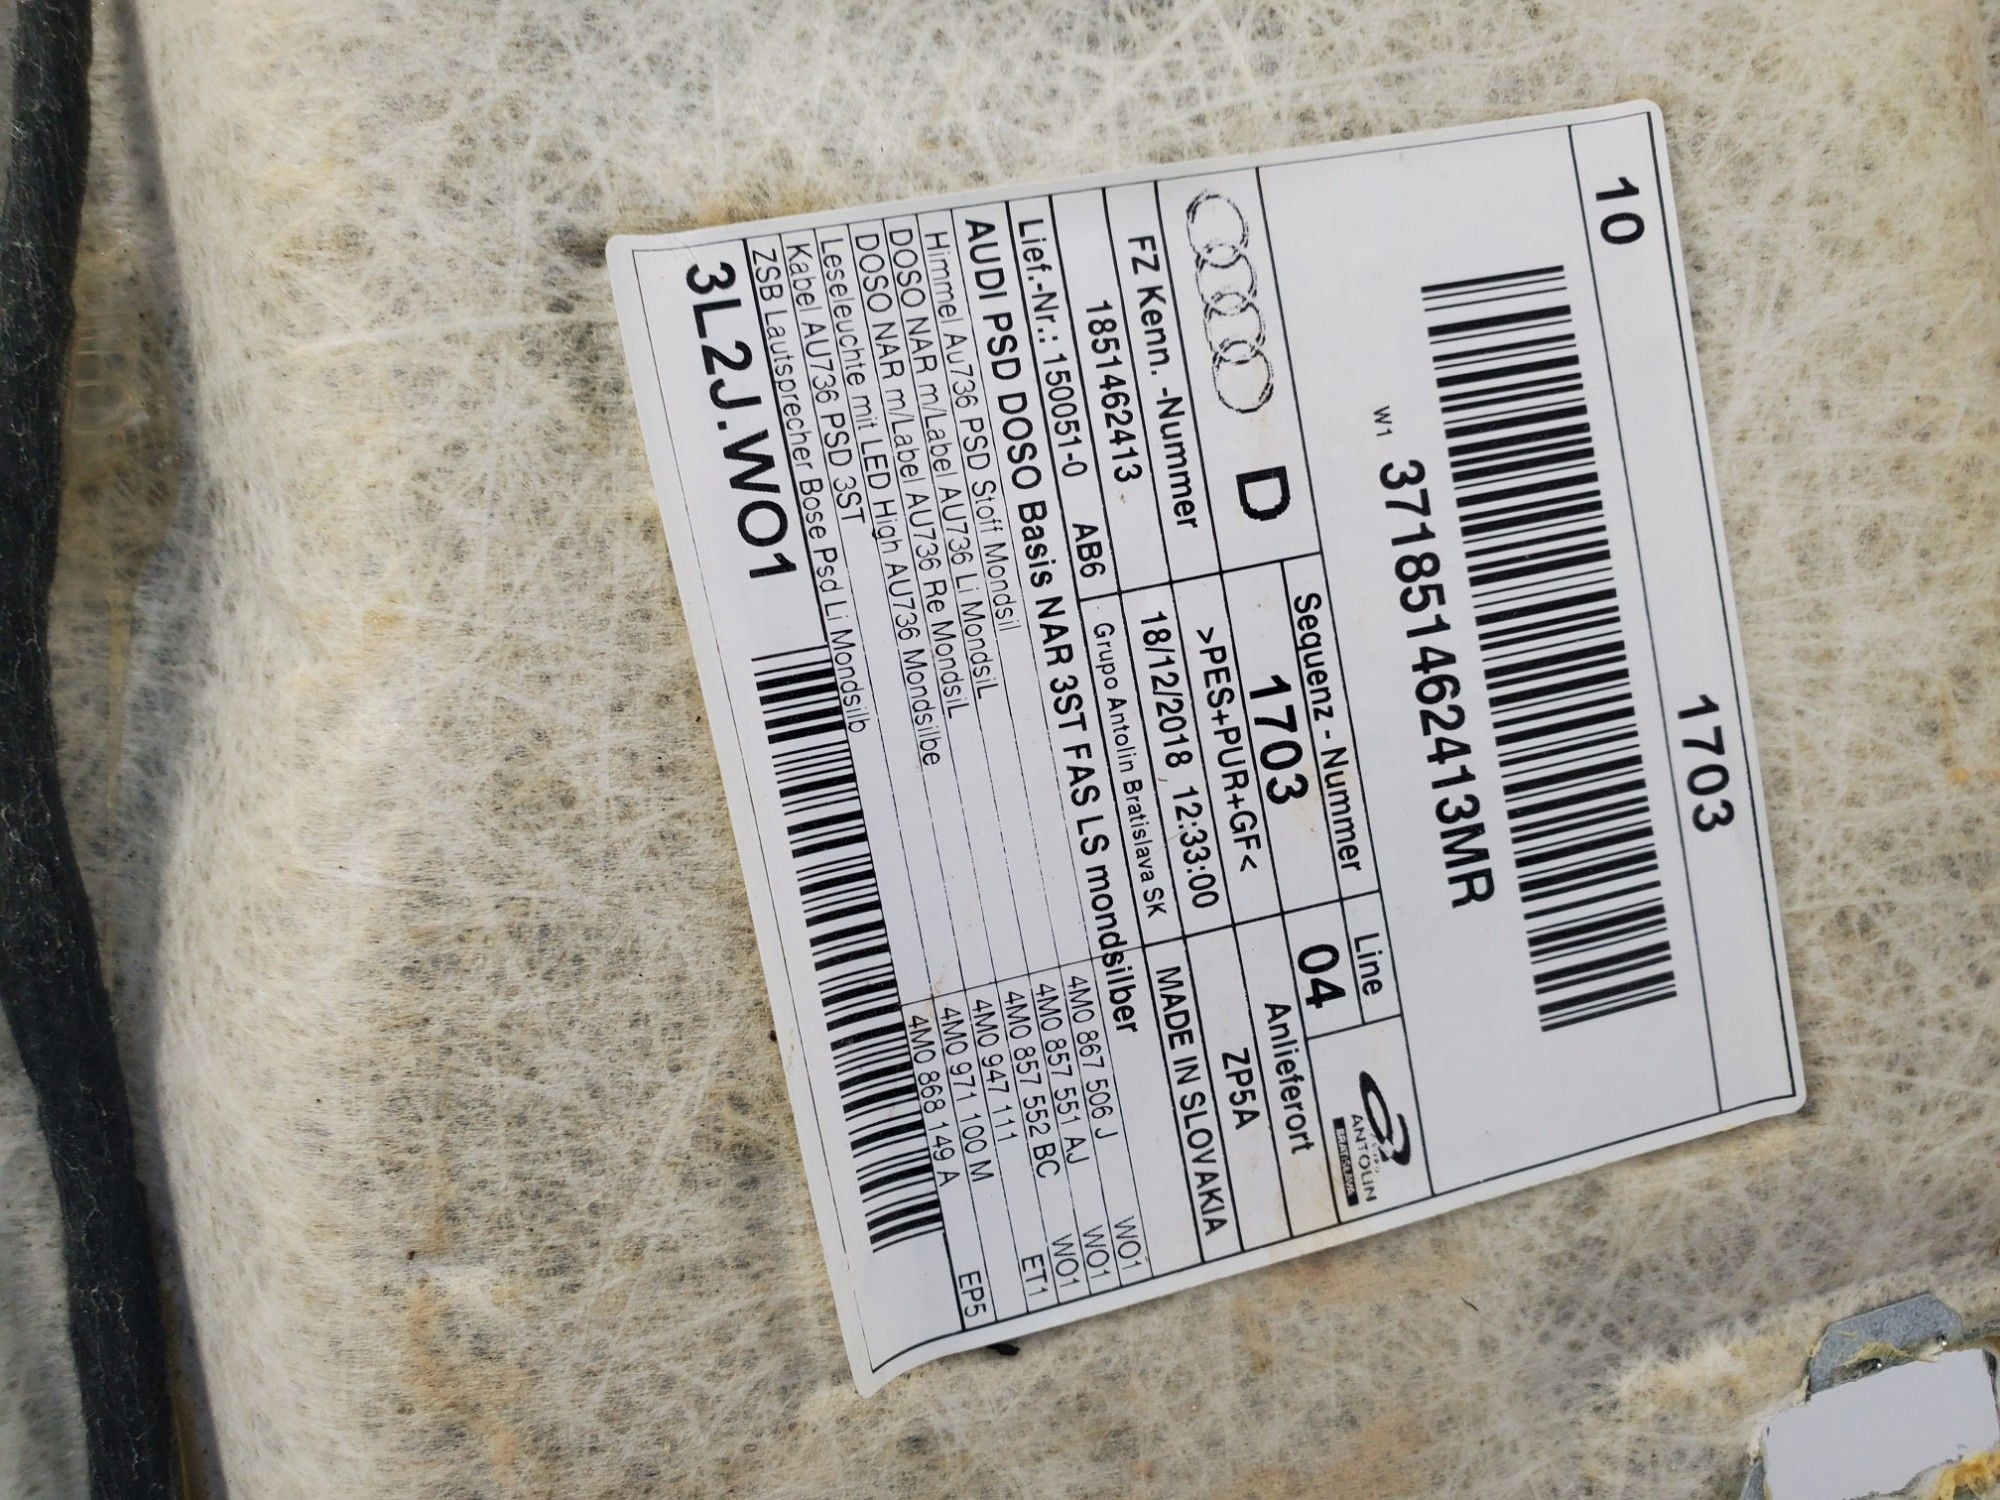 10 1703
W1 371851462413MR
D Sequenz - Nummer Line
1703 04
ANTOLIN
FZ Kenn. -Nummer >PES+PUR+GF< Anlieferort
1851462413 18/12/2018 12:33:00 ZP5A
Lief.-Nr.: 150051-0 AB6 Grupo Antolin Bratislava SK MADE IN SLOVAKIA
AUDI PSD DOSO Basis NAR 3ST FAS LS mondsilber
Himmel Au736 PSD Stoff Mondsil 4M0 867 506 J WO1
DOSO NAR m/Label AU736 Li MondsiL 4M0 857 551 AJ WO1
DOSO NAR m/Label AU736 Re MondsiL 4M0 857 552 BC WO1
Leseleuchte mit LED High AU736 Mondsilbe 4M0 947 111 ET1
Kabel AU736 PSD 3ST 4M0 971 100 M
ZSB Lautsprecher Bose Psd Li Mondsilb 4M0 868 149 A EP5
3L2J.WO1